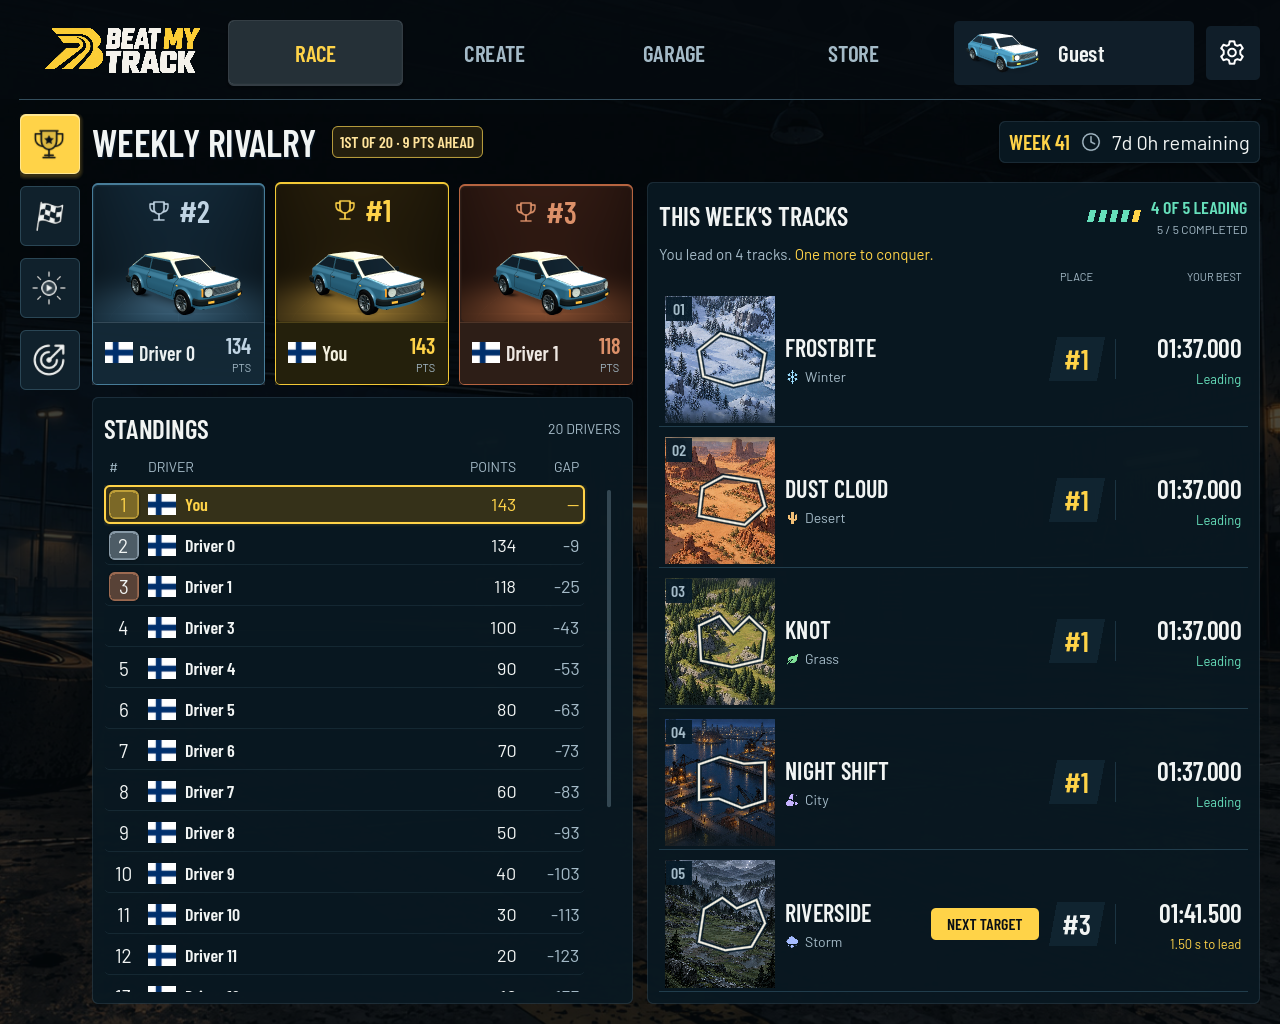 BEAT MY TRACK
RACE
CREATE
GARAGE
STORE
Guest
WEEKLY RIVALRY
1ST OF 20 · 9 PTS AHEAD
WEEK 41
7d 0h remaining
#2
Driver 0
134
PTS
#1
You
143
PTS
#3
Driver 1
118
PTS
STANDINGS
20 DRIVERS
# DRIVER POINTS GAP
1 You 143 —
2 Driver 0 134 -9
3 Driver 1 118 -25
4 Driver 3 100 -43
5 Driver 4 90 -53
6 Driver 5 80 -63
7 Driver 6 70 -73
8 Driver 7 60 -83
9 Driver 8 50 -93
10 Driver 9 40 -103
11 Driver 10 30 -113
12 Driver 11 20 -123
THIS WEEK'S TRACKS
4 OF 5 LEADING
5 / 5 COMPLETED
You lead on 4 tracks. One more to conquer.
PLACE YOUR BEST
01
FROSTBITE
Winter
#1
01:37.000
Leading
02
DUST CLOUD
Desert
#1
01:37.000
Leading
03
KNOT
Grass
#1
01:37.000
Leading
04
NIGHT SHIFT
City
#1
01:37.000
Leading
05
RIVERSIDE
Storm
NEXT TARGET
#3
01:41.500
1.50 s to lead